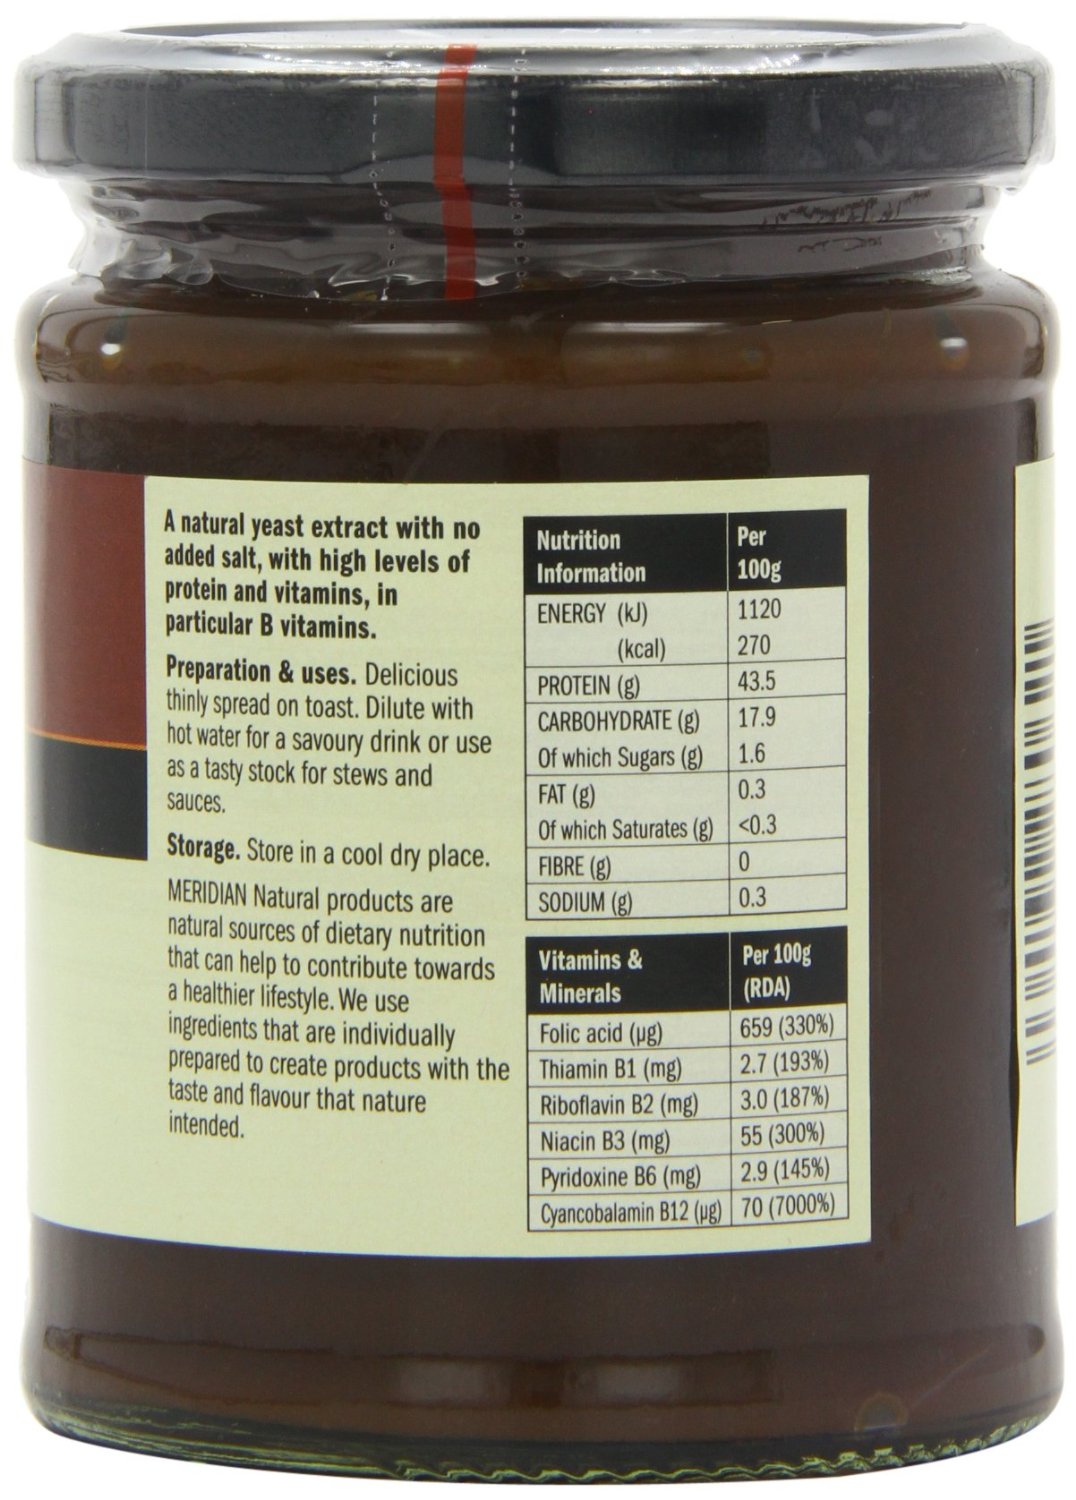 A natural yeast extract with no
added salt, with high levels of
protein and vitamins, in
particular B vitamins.
Preparation & uses. Delicious
thinly spread on toast. Dilute with
hot water for a savoury drink or use
as a tasty stock for stews and
sauces.
Storage. Store in a cool dry place.
MERIDIAN Natural products are
natural sources of dietary nutrition
that can help to contribute towards
a healthier lifestyle. We use
ingredients that are individually
prepared to create products with the
taste and flavour that nature
intended.
Nutrition Per
Information 100g
ENERGY (kJ) 1120
(kcal) 270
PROTEIN (g) 43.5
CARBOHYDRATE (g) 17.9
Of which Sugars (g) 1.6
FAT (g) 0.3
Of which Saturates (g) <0.3
FIBRE (g) 0
SODIUM (g) 0.3
Vitamins & Per 100g
Minerals (RDA)
Folic acid (µg) 659 (330%)
Thiamin B1 (mg) 2.7 (193%)
Riboflavin B2 (mg) 3.0 (187%)
Niacin B3 (mg) 55 (300%)
Pyridoxine B6 (mg) 2.9 (145%)
Cyancobalamin B12 (µg) 70 (7000%)